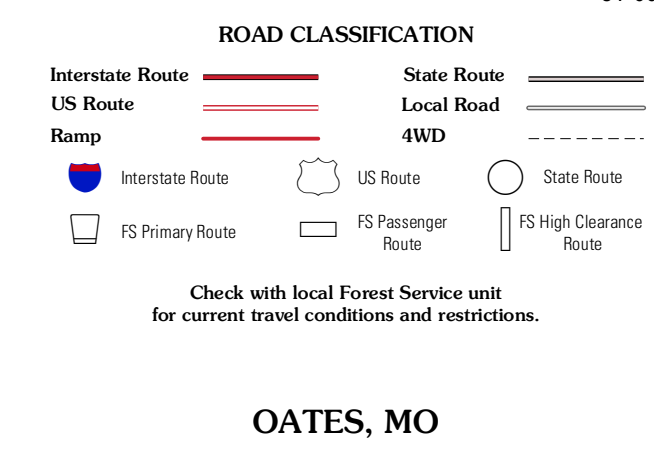 ROAD CLASSIFICATION
Interstate Route
State Route
US Route
Local Road
Ramp
4WD
Interstate Route
US Route
State Route
FS Primary Route
FS Passenger
Route
FS High Clearance
Route
Check with local Forest Service unit
for current travel conditions and restrictions.
OATES, MO